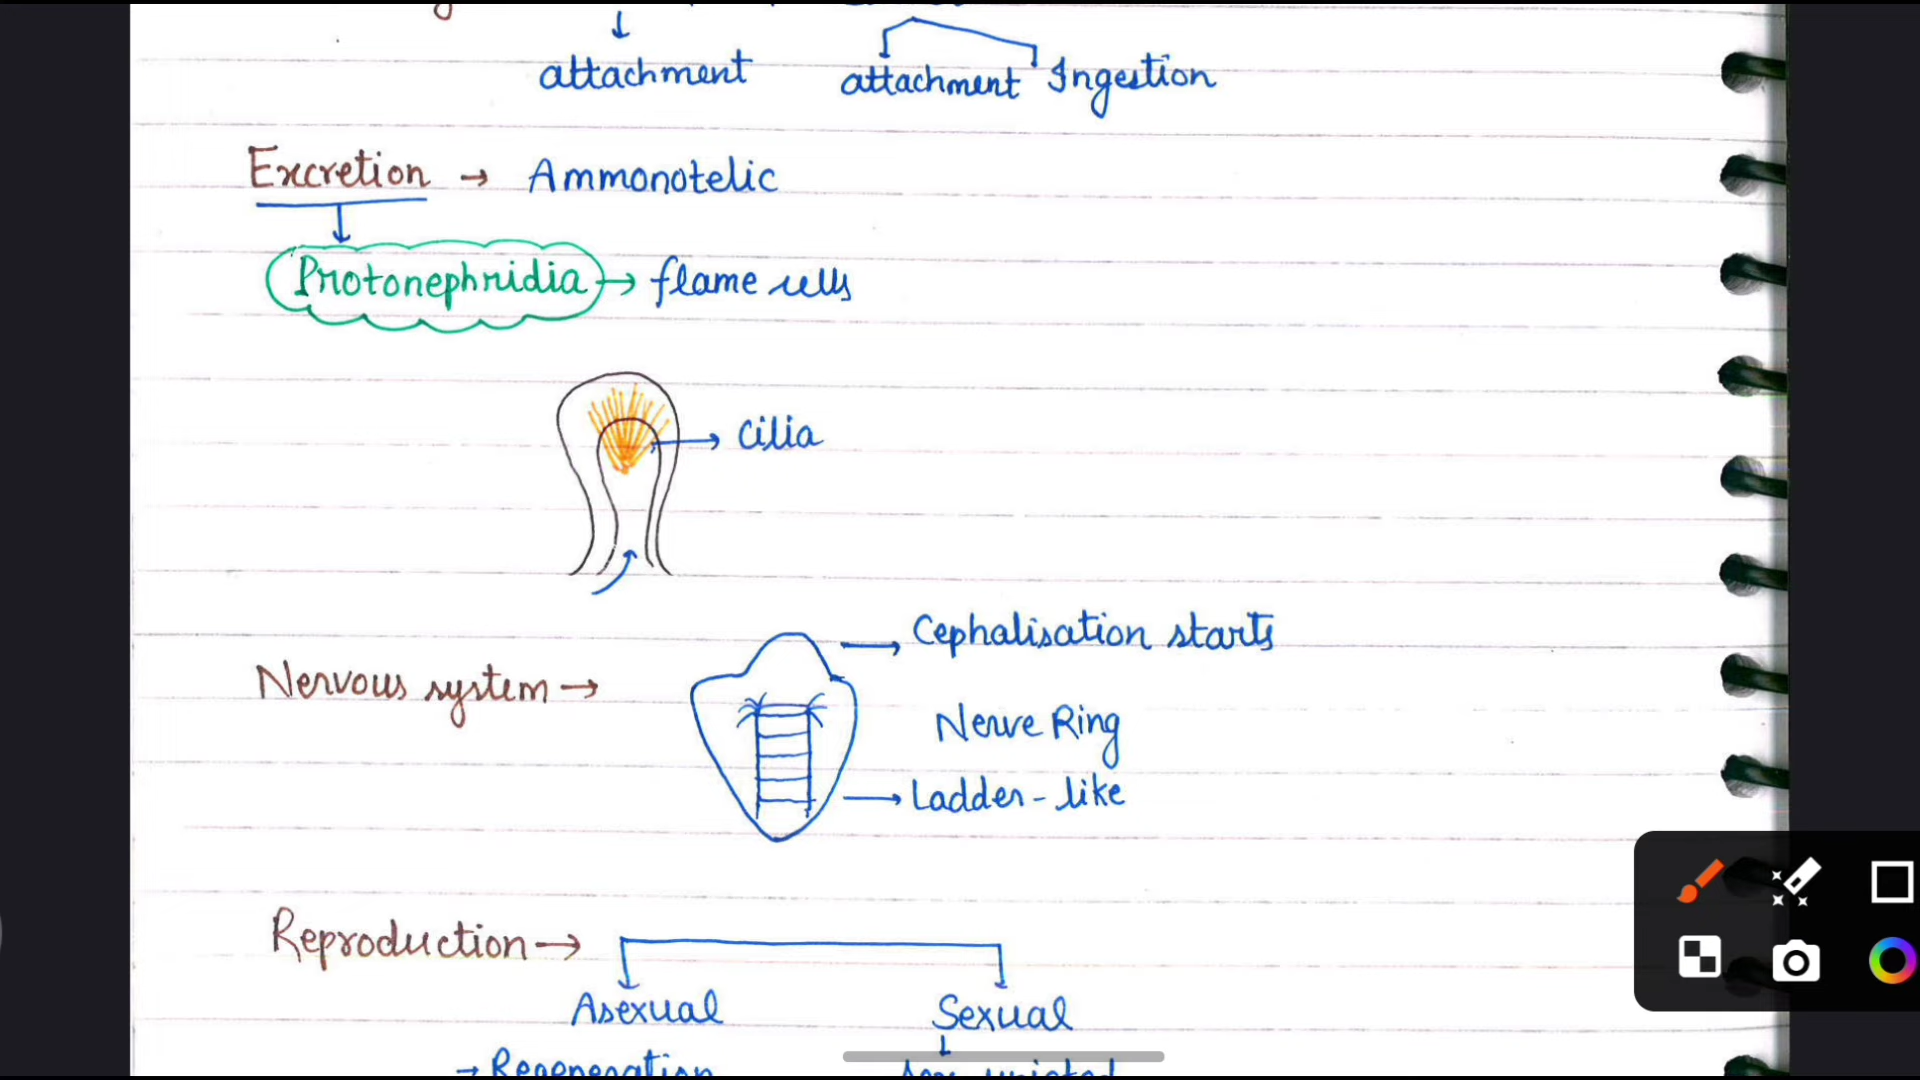 attachment attachment Ingestion
Excretion → Ammonotelic
Protonephridia → flame cells
→ cilia
→ Cephalisation starts
Nervous system →
Nerve Ring
→ Ladder-like
Reproduction →
Asexual Sexual
→ Regeneration